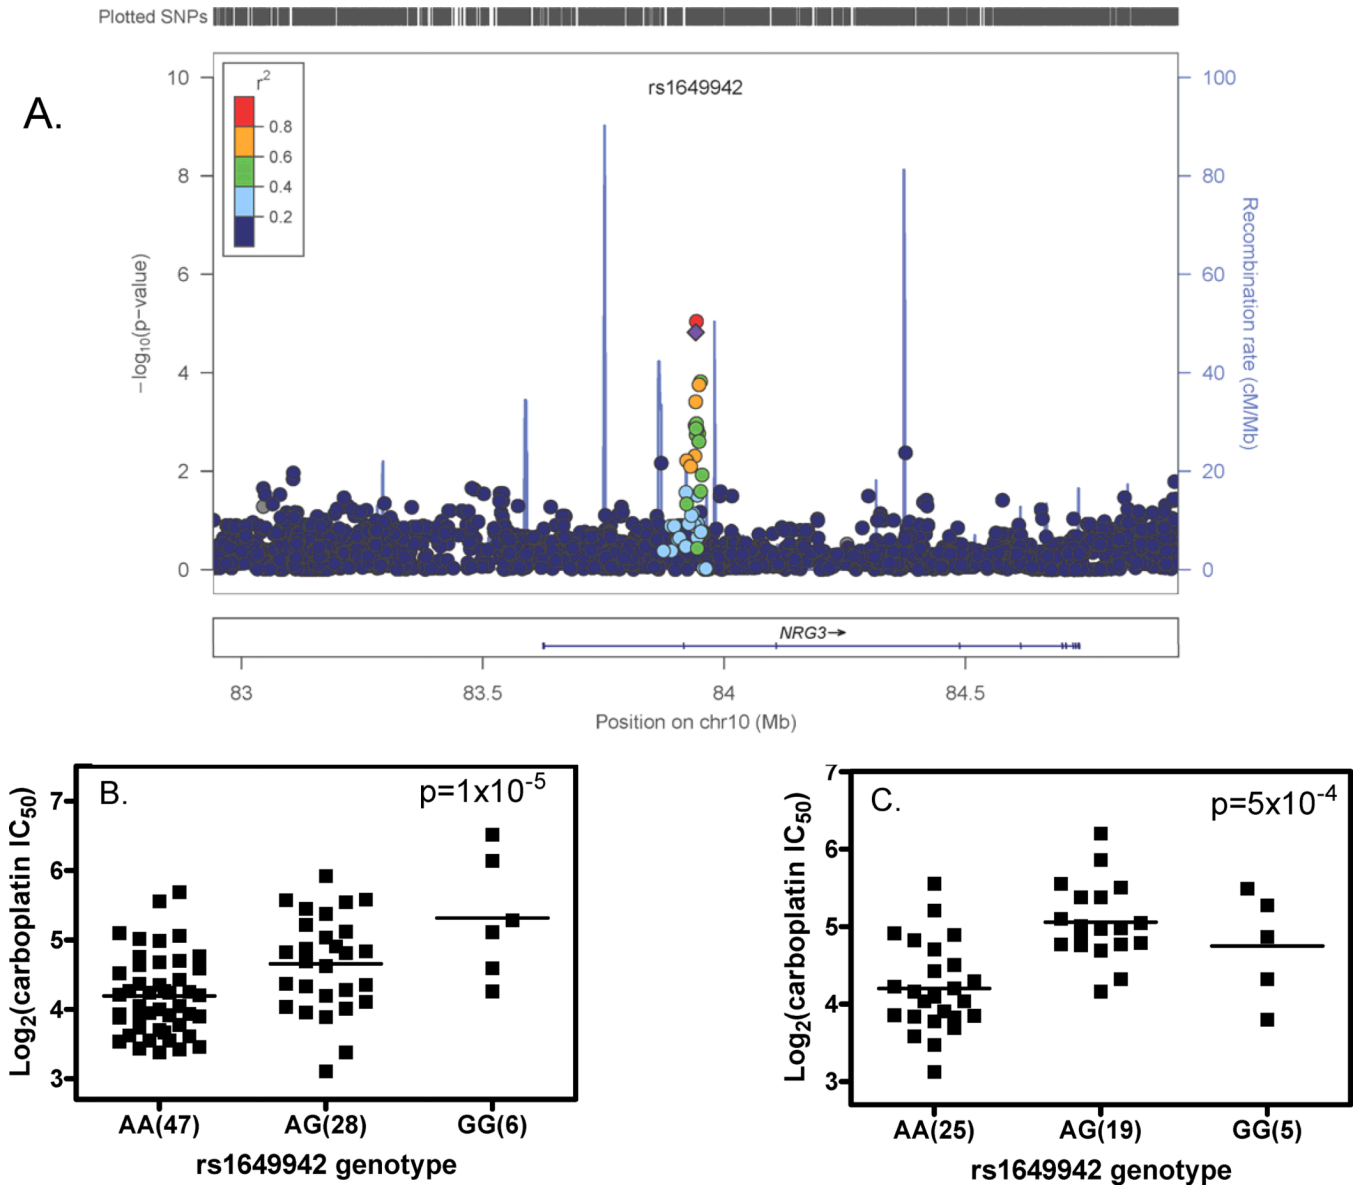 Plotted SNPs
A.
rs1649942
r2
0.8
0.6
0.4
0.2
10
8
6
4
2
0
−log10(p−value)
100
80
60
40
20
0
Recombination rate (cM/Mb)
NRG3→
83 83.5 84 84.5
Position on chr10 (Mb)
B. p=1x10-5
7
6
5
4
3
Log2(carboplatin IC50)
AA(47) AG(28) GG(6)
rs1649942 genotype
C. p=5x10-4
7
6
5
4
3
Log2(carboplatin IC50)
AA(25) AG(19) GG(5)
rs1649942 genotype